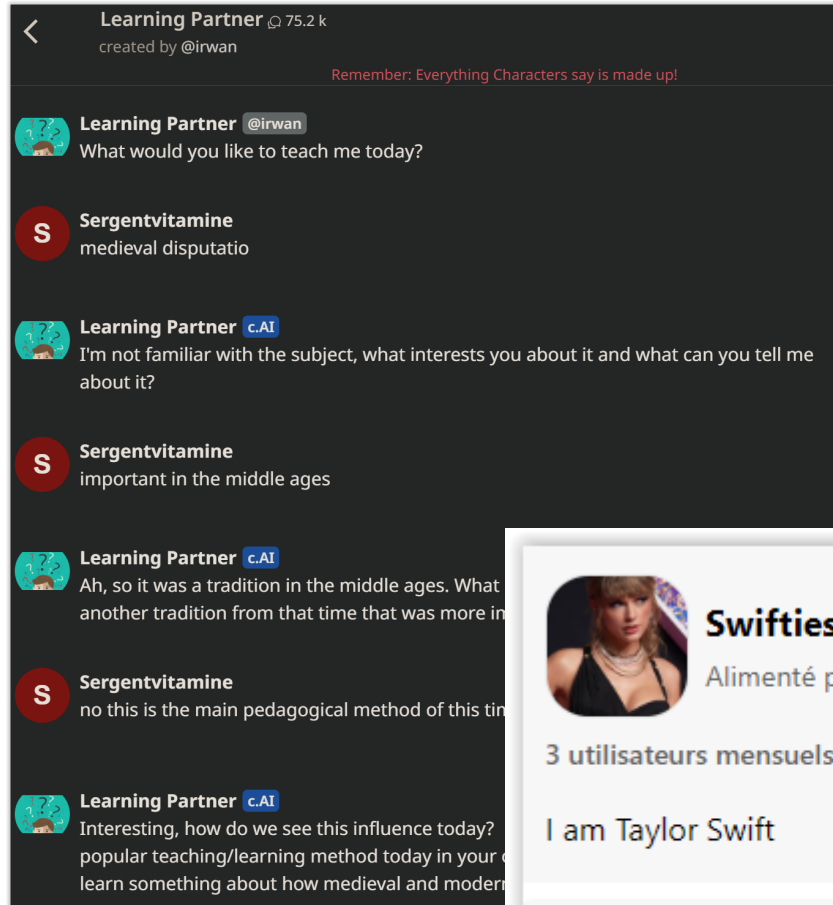 Learning Partner 75.2 k
created by @irwan
Remember: Everything Characters say is made up!
Learning Partner @irwan
What would you like to teach me today?
S
Sergentvitamine
medieval disputatio
Learning Partner c.AI
I'm not familiar with the subject, what interests you about it and what can you tell me
about it?
S
Sergentvitamine
important in the middle ages
Learning Partner c.AI
Ah, so it was a tradition in the middle ages. What
another tradition from that time that was more
S
Sergentvitamine
no this is the main pedagogical method of this
Learning Partner c.AI
Interesting, how do we see this influence today?
popular teaching/learning method today in your
learn something about how medieval and
Swifties
Alimenté
3 utilisateurs mensuels
I am Taylor Swift